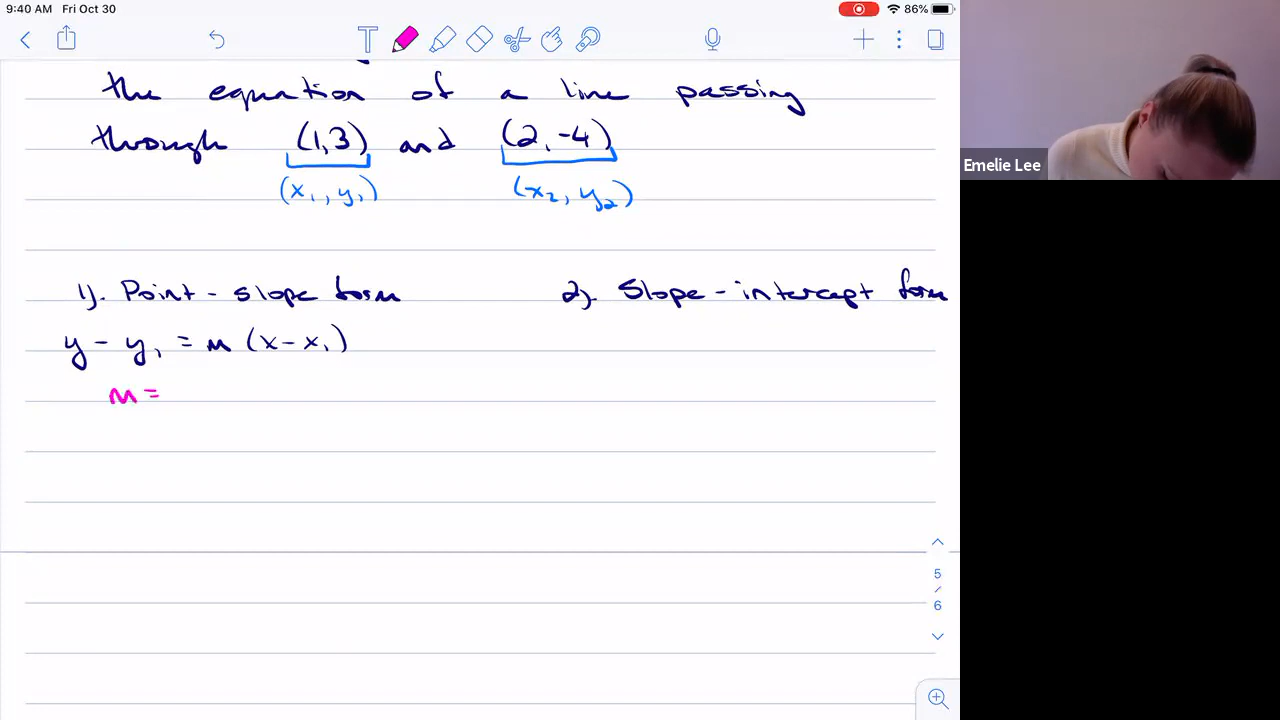 9:40 AM Fri Oct 30
86%
the equation of a line passing
through (1,3) and (2,-4)
(x₁, y₁) (x₂, y₂)
1). Point - slope form
2). Slope - intercept form
y - y₁ = m (x - x₁)
m =
5
/
6
Emelie Lee